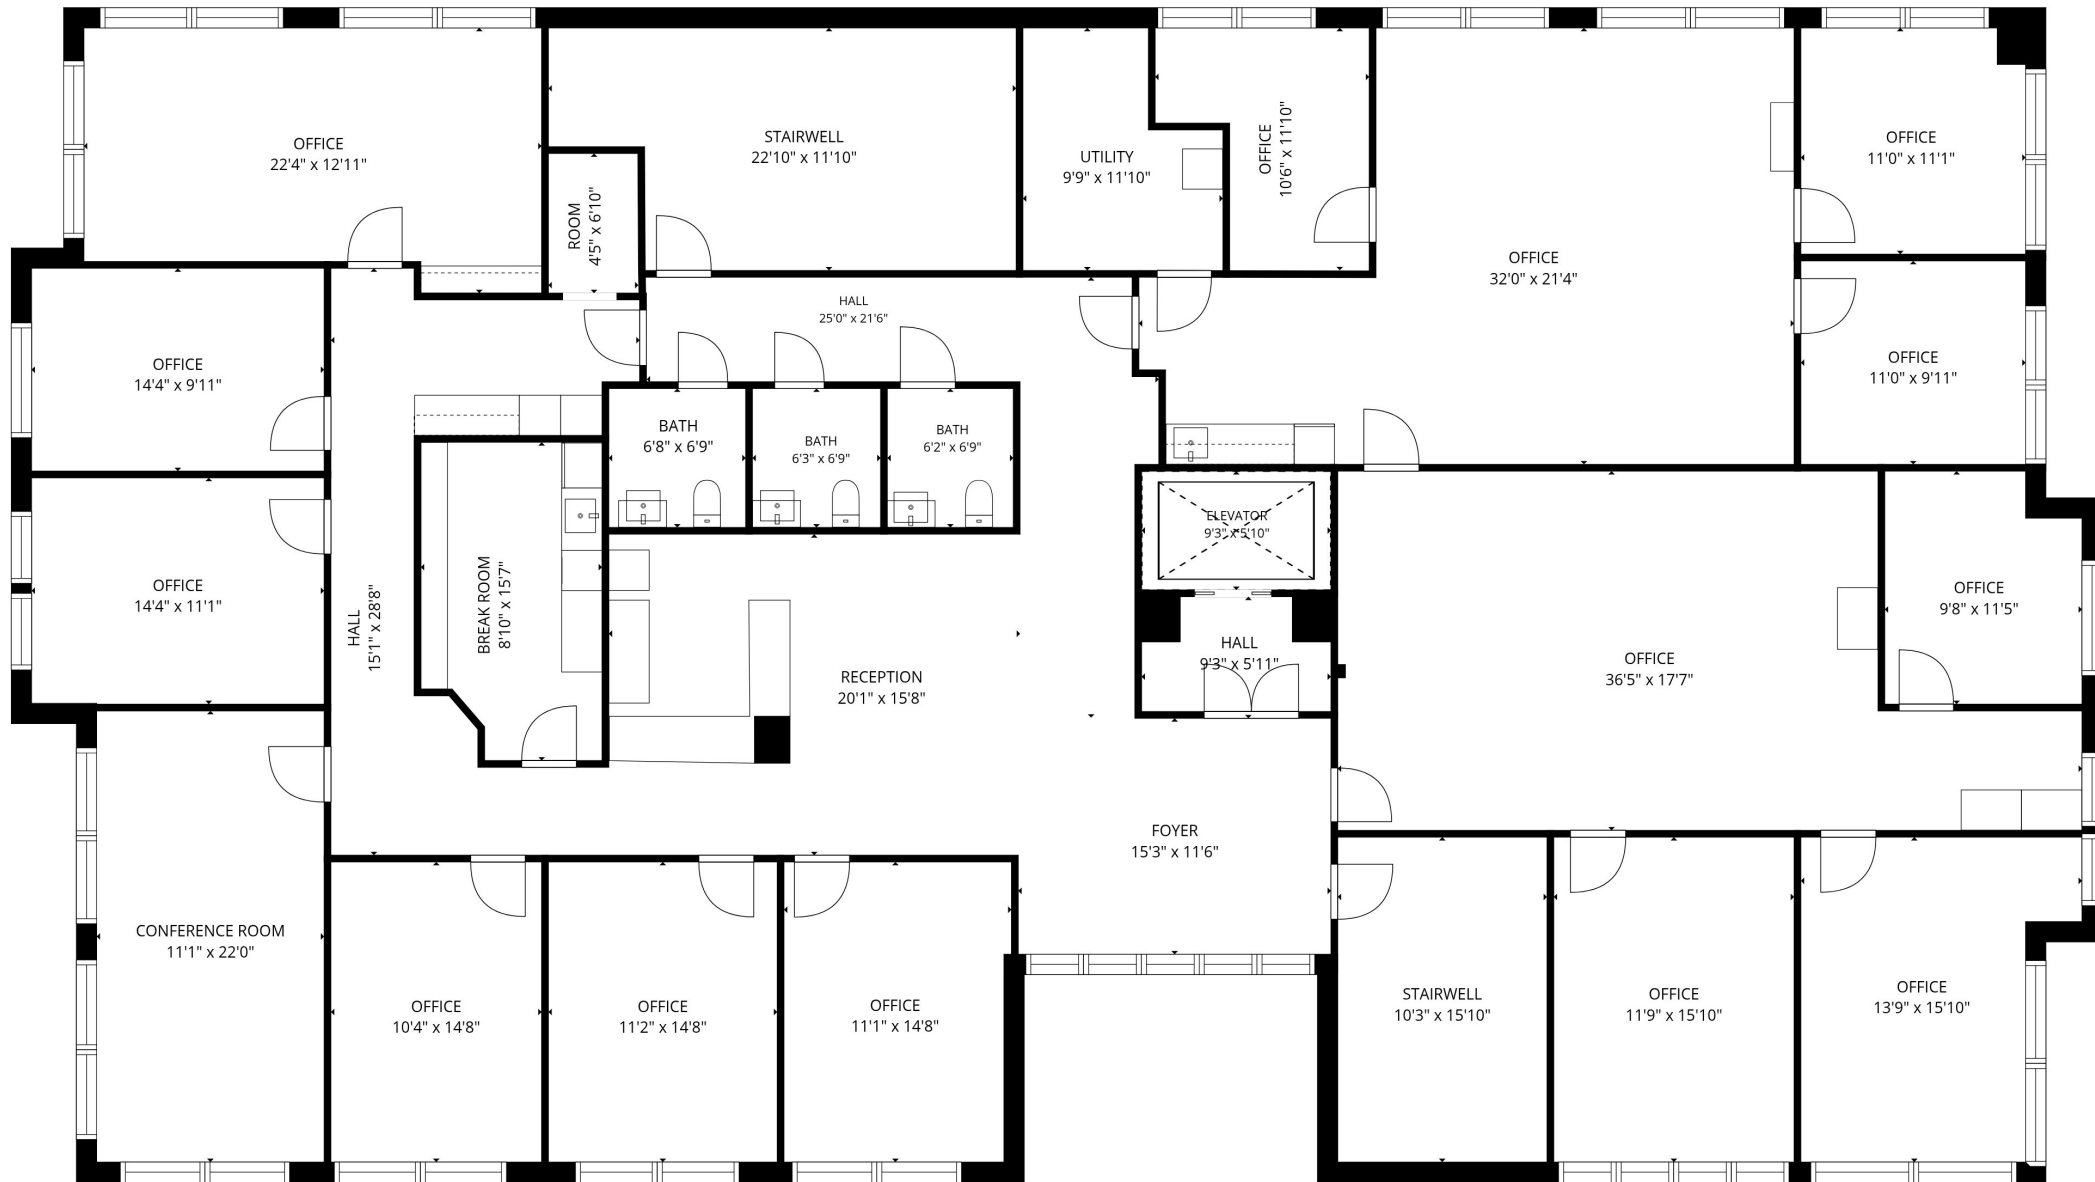 OFFICE
22'4" x 12'11"
STAIRWELL
22'10" x 11'10"
UTILITY
9'9" x 11'10"
OFFICE
10'6" x 11'10"
OFFICE
32'0" x 21'4"
OFFICE
11'0" x 11'1"
ROOM
4'5" x 6'10"
HALL
25'0" x 21'6"
OFFICE
14'4" x 9'11"
OFFICE
11'0" x 9'11"
BATH
6'8" x 6'9"
BATH
6'3" x 6'9"
BATH
6'2" x 6'9"
ELEVATOR
9'3" x 5'10"
OFFICE
14'4" x 11'1"
HALL
15'1" x 28'8"
BREAK ROOM
8'10" x 15'7"
RECEPTION
20'1" x 15'8"
HALL
9'3" x 5'11"
OFFICE
36'5" x 17'7"
OFFICE
9'8" x 11'5"
FOYER
15'3" x 11'6"
CONFERENCE ROOM
11'1" x 22'0"
OFFICE
10'4" x 14'8"
OFFICE
11'2" x 14'8"
OFFICE
11'1" x 14'8"
STAIRWELL
10'3" x 15'10"
OFFICE
11'9" x 15'10"
OFFICE
13'9" x 15'10"